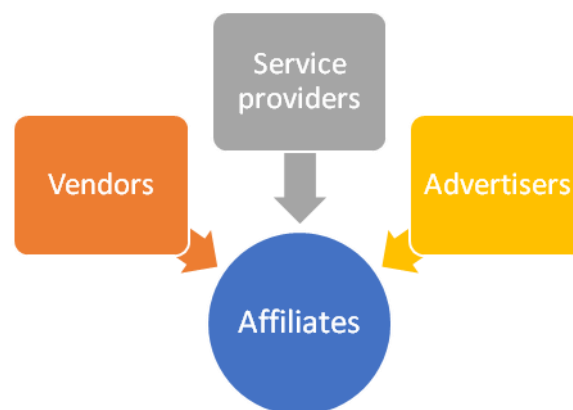 Service
providers
Vendors
Advertisers
Affiliates